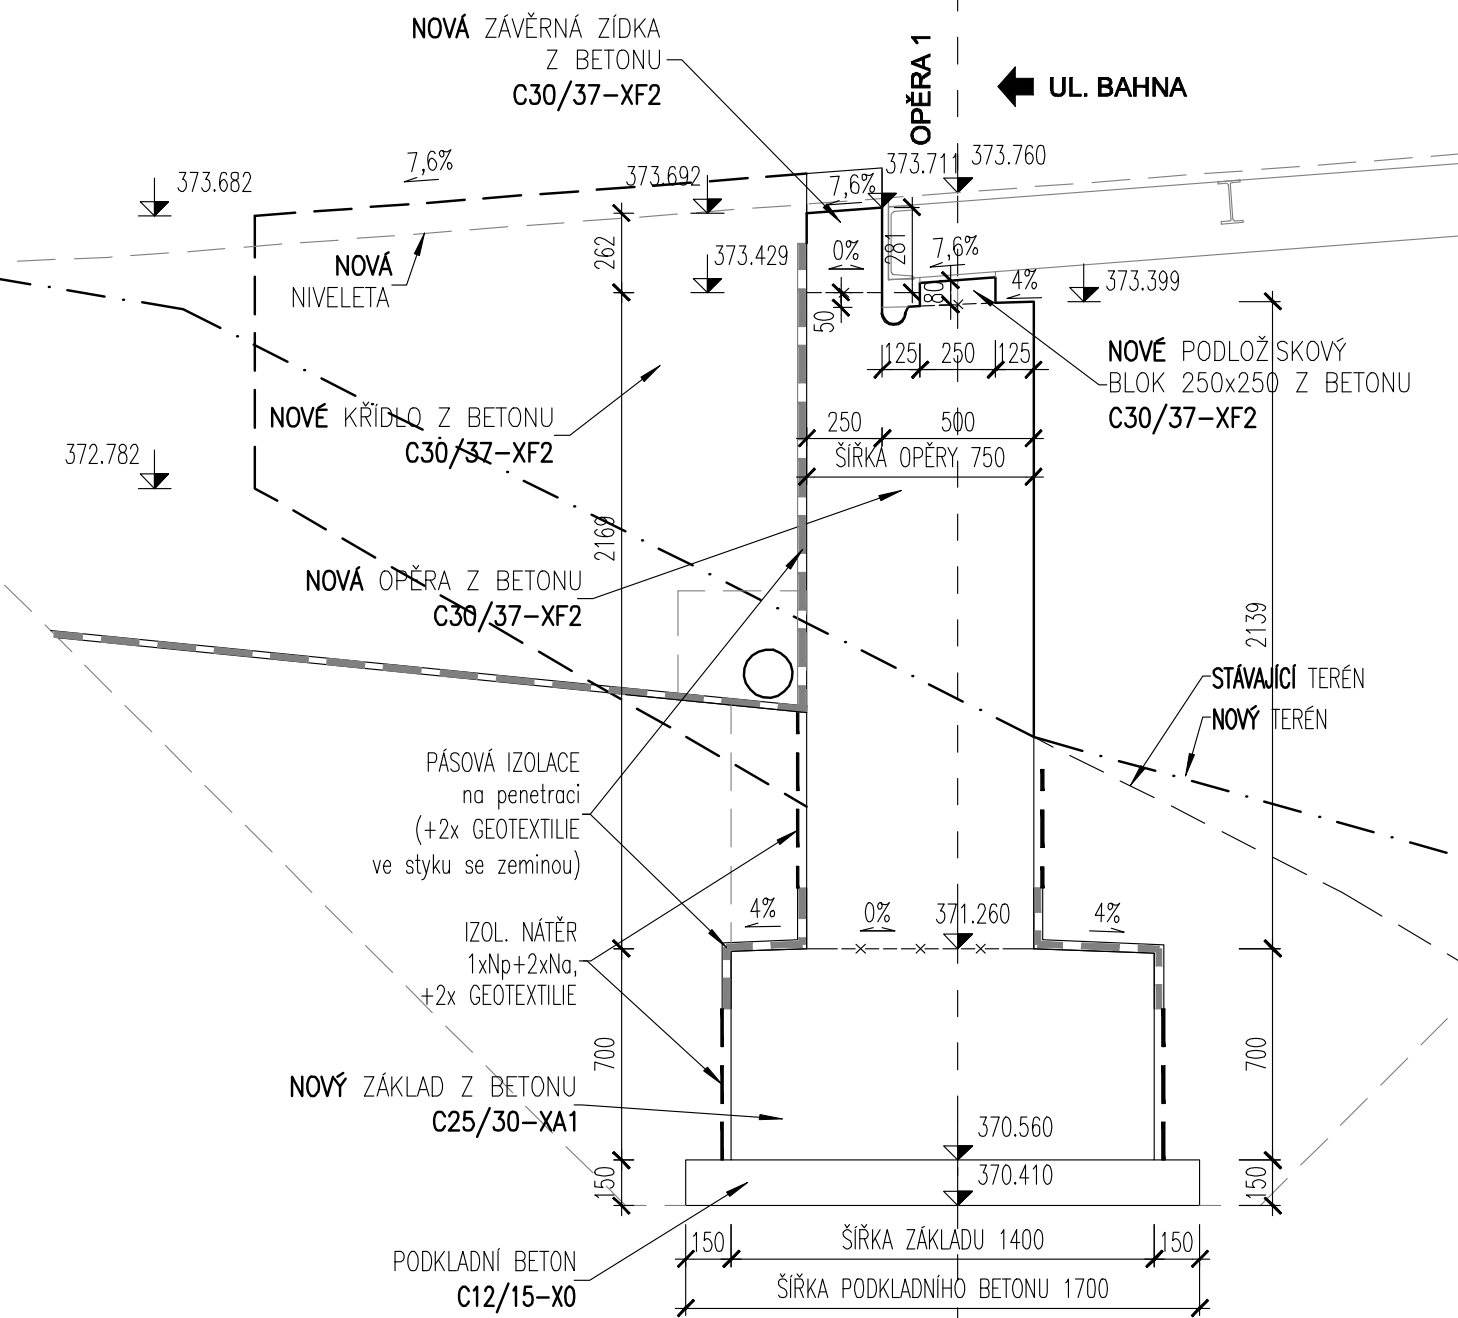 NOVÁ ZÁVĚRNÁ ZÍDKA
Z BETONU
C30/37-XF2
OPĚRA 1
UL. BAHNA
7,6%
373.682
373.692
7,6%
373.711
373.760
262
NOVÁ
NIVELETA
373.429
0%
281
7,6%
4%
373.399
50
80
125
250
125
NOVÉ PODLOŽISKOVÝ
BLOK 250x250 Z BETONU
C30/37-XF2
372.782
NOVÉ KŘÍDLO Z BETONU
C30/37-XF2
250
500
ŠÍŘKA OPĚRY 750
2169
NOVÁ OPĚRA Z BETONU
C30/37-XF2
2139
STÁVAJÍCÍ TERÉN
NOVÝ TERÉN
PÁSOVÁ IZOLACE
na penetraci
(+2x GEOTEXTILIE
ve styku se zeminou)
4%
0%
371.260
4%
IZOL. NÁTĚR
1xNp+2xNa,
+2x GEOTEXTILIE
700
700
NOVÝ ZÁKLAD Z BETONU
C25/30-XA1
370.560
370.410
150
150
150
ŠÍŘKA ZÁKLADU 1400
150
PODKLADNÍ BETON
C12/15-X0
ŠÍŘKA PODKLADNÍHO BETONU 1700